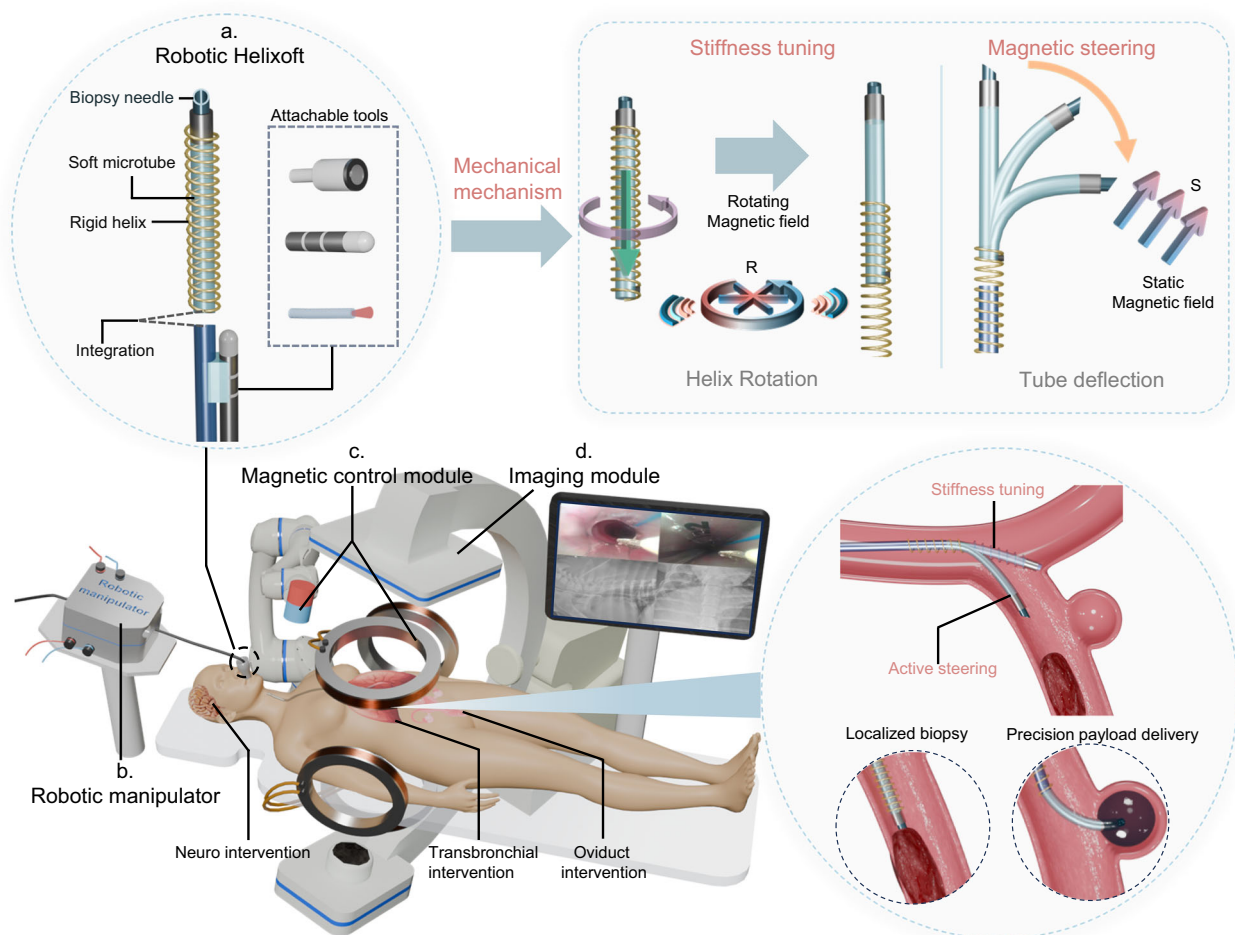 a.
Robotic Helixoft
Biopsy needle
Attachable tools
Soft microtube
Rigid helix
Integration
Mechanical
mechanism
Stiffness tuning
Magnetic steering
Rotating
Magnetic field
R
S
Static
Magnetic field
Helix Rotation
Tube deflection
c.
Magnetic control module
d.
Imaging module
Robotic
manipulator
b.
Robotic manipulator
Neuro intervention
Transbronchial
intervention
Oviduct
intervention
Stiffness tuning
Active steering
Localized biopsy
Precision payload delivery